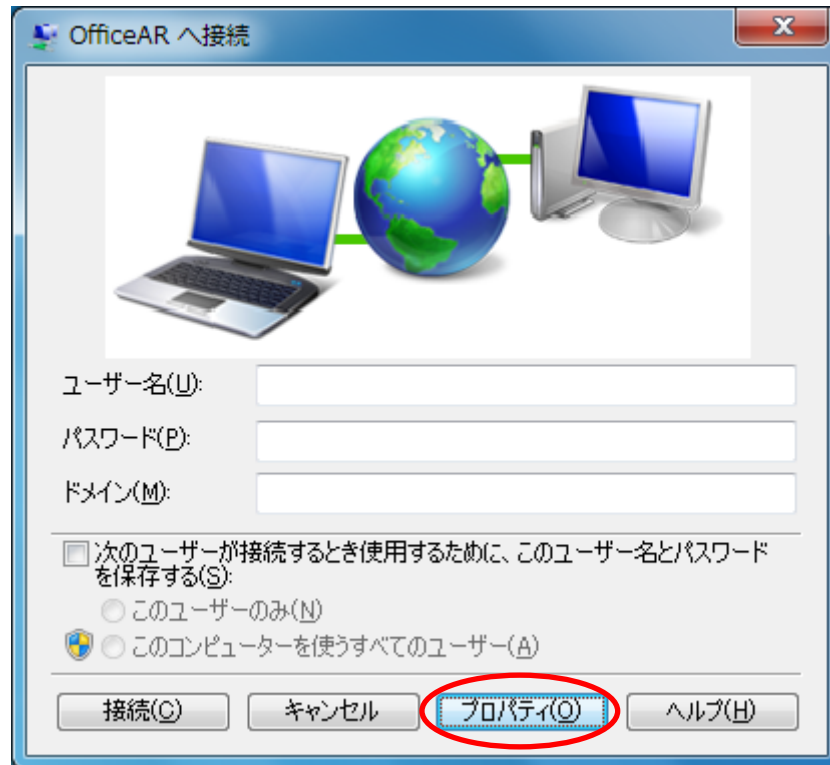 OfficeAR へ接続
ユーザー名(U):
パスワード(P):
ドメイン(M):
次のユーザーが接続するとき使用するために、このユーザー名とパスワード
を保存する(S):
このユーザーのみ(N)
このコンピューターを使うすべてのユーザー(A)
接続(C) キャンセル プロパティ(O) ヘルプ(H)